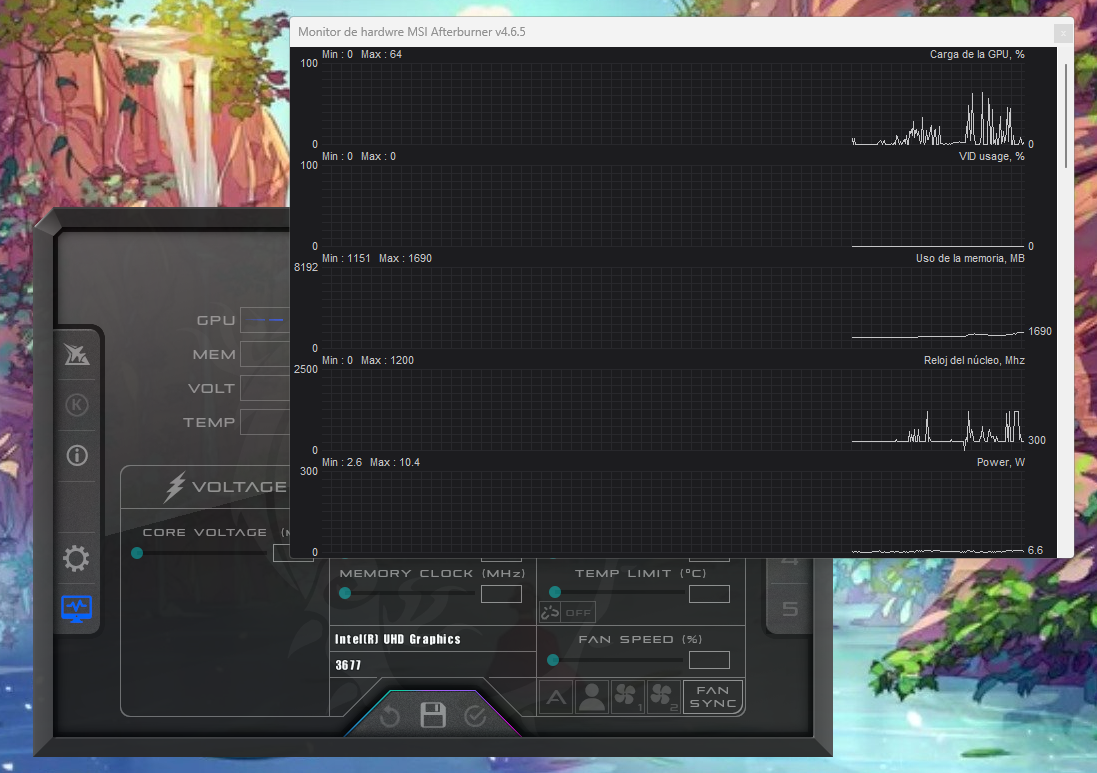 Monitor de hardwre MSI Afterburner v4.6.5
x
Min : 0 Max : 64
Carga de la GPU, %
100
0
0
Min : 0 Max : 0
VID usage, %
100
0
0
Min : 1151 Max : 1690
Uso de la memoria, MB
8192
1690
0
Min : 0 Max : 1200
Reloj del núcleo, Mhz
2500
300
0
Min : 2.6 Max : 10.4
Power, W
300
6.6
0
GPU
MEM
VOLT
TEMP
K
VOLTAGE
CORE VOLTAGE
MEMORY CLOCK (MHz)
TEMP LIMIT (°C)
OFF
Intel(R) UHD Graphics
FAN SPEED (%)
3677
A
1
2
FAN
SYNC
5